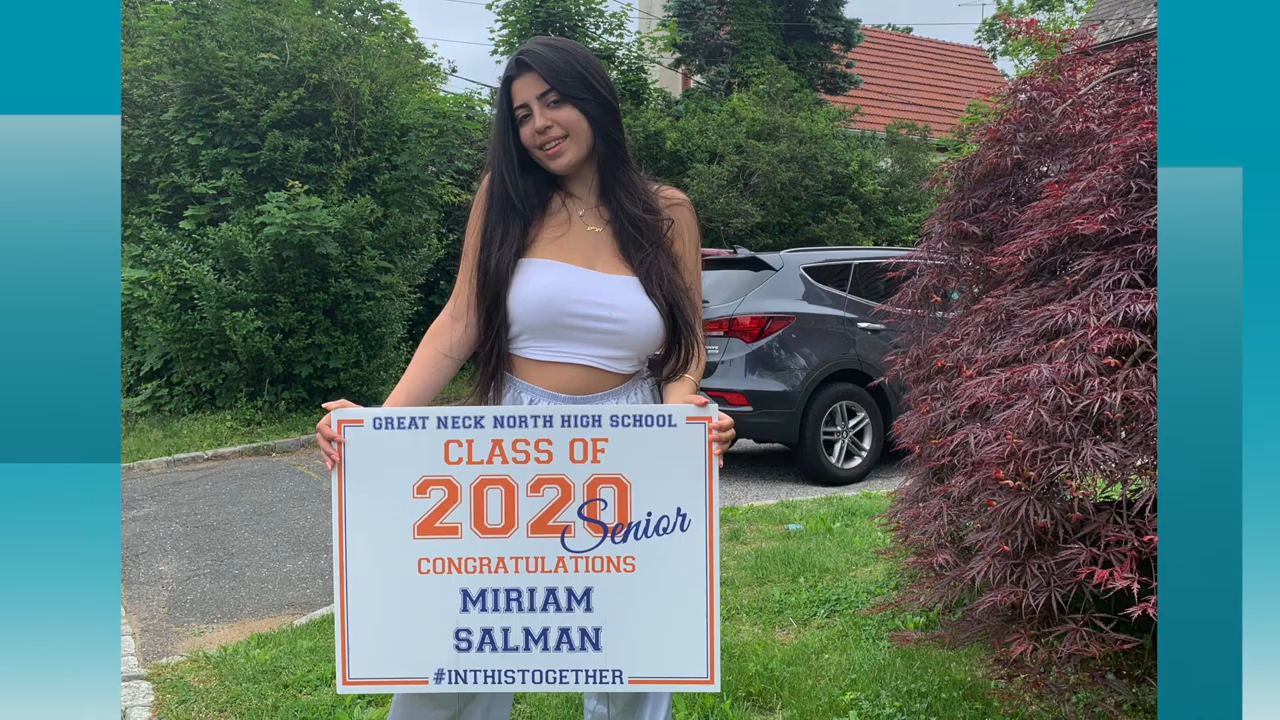 GREAT NECK NORTH HIGH SCHOOL
CLASS OF
2020
Senior
CONGRATULATIONS
MIRIAM
SALMAN
#INTHISTOGETHER